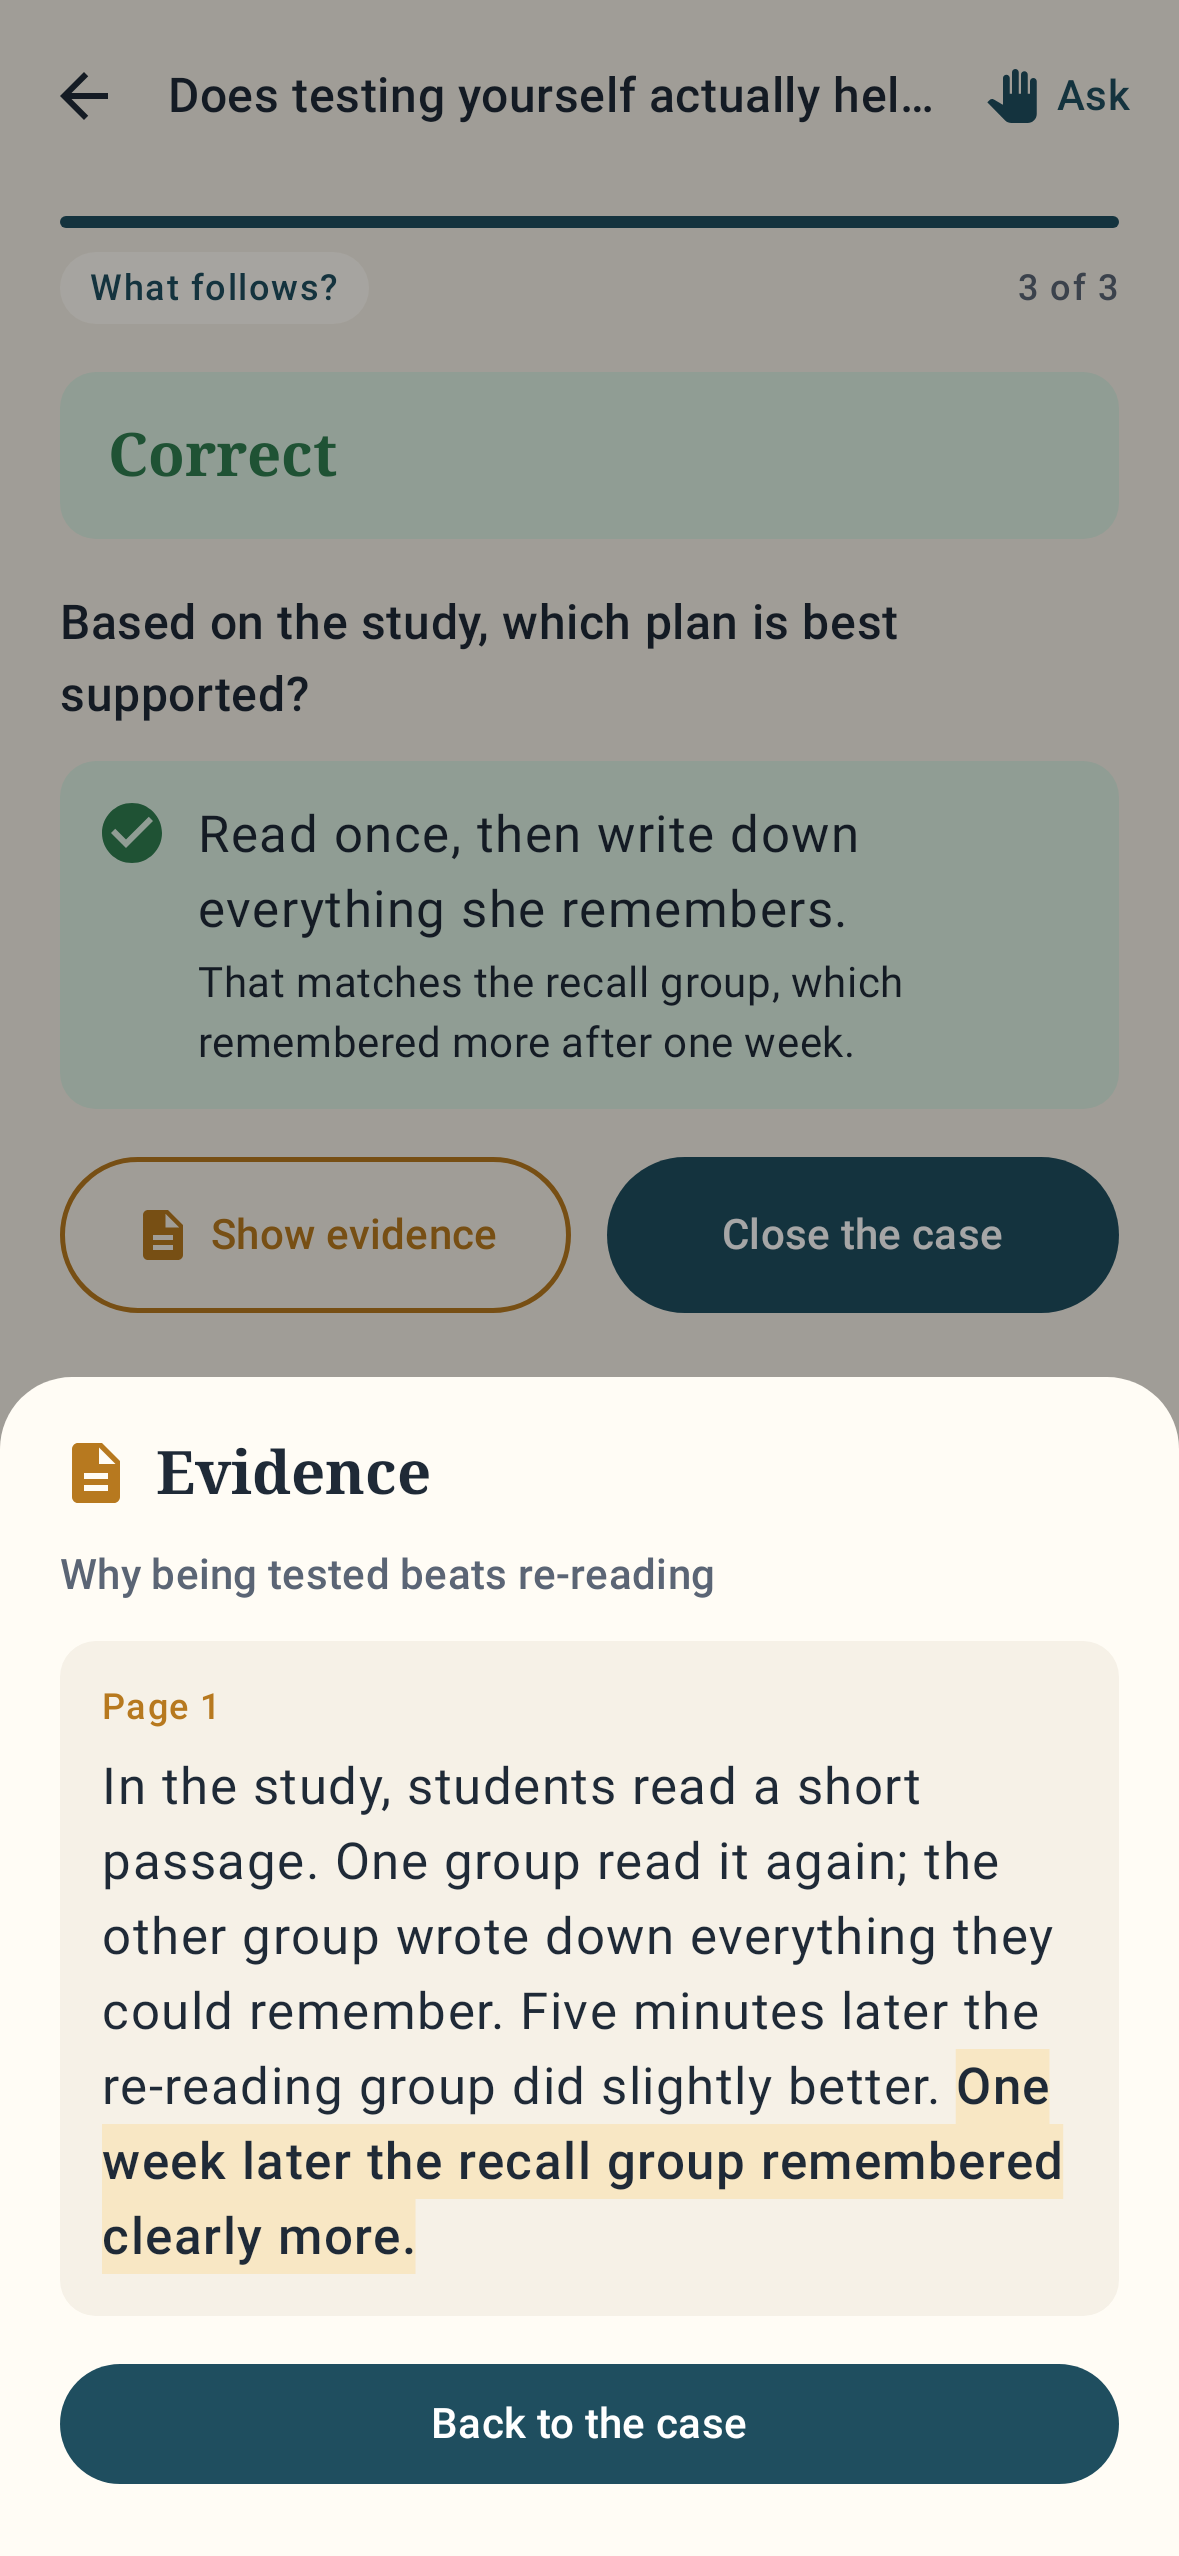 Does testing yourself actually hel...
Ask
What follows?
3 of 3
Correct
Based on the study, which plan is best
supported?
Read once, then write down
everything she remembers.
That matches the recall group, which
remembered more after one week.
Show evidence
Close the case
Evidence
Why being tested beats re-reading
Page 1
In the study, students read a short
passage. One group read it again; the
other group wrote down everything they
could remember. Five minutes later the
re-reading group did slightly better. One
week later the recall group remembered
clearly more.
Back to the case